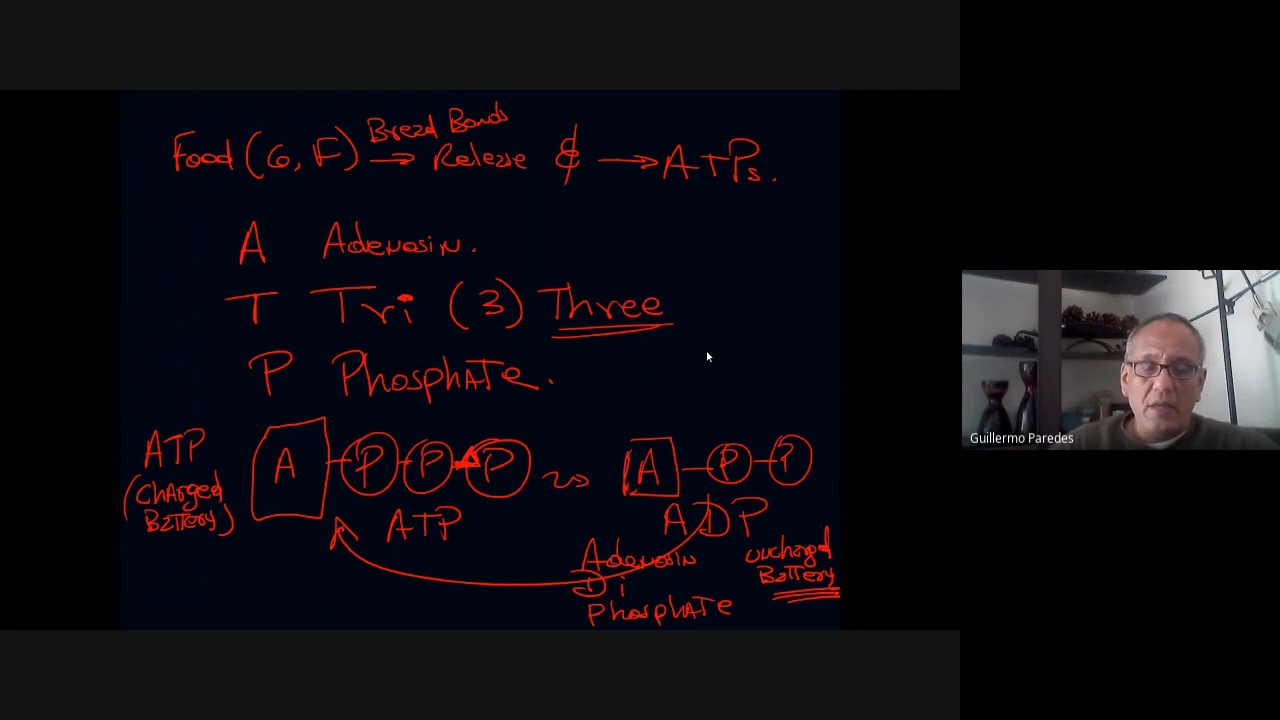 Food (G, F) Break Bonds → Release ₵ → ATPs.
A Adenosin.
T Tri (3) Three
P Phosphate.
ATP (Charged Battery)
A P P P A P P
ATP ADP
Adenosin
Di
Phosphate
uncharged
Battery
Guillermo Paredes